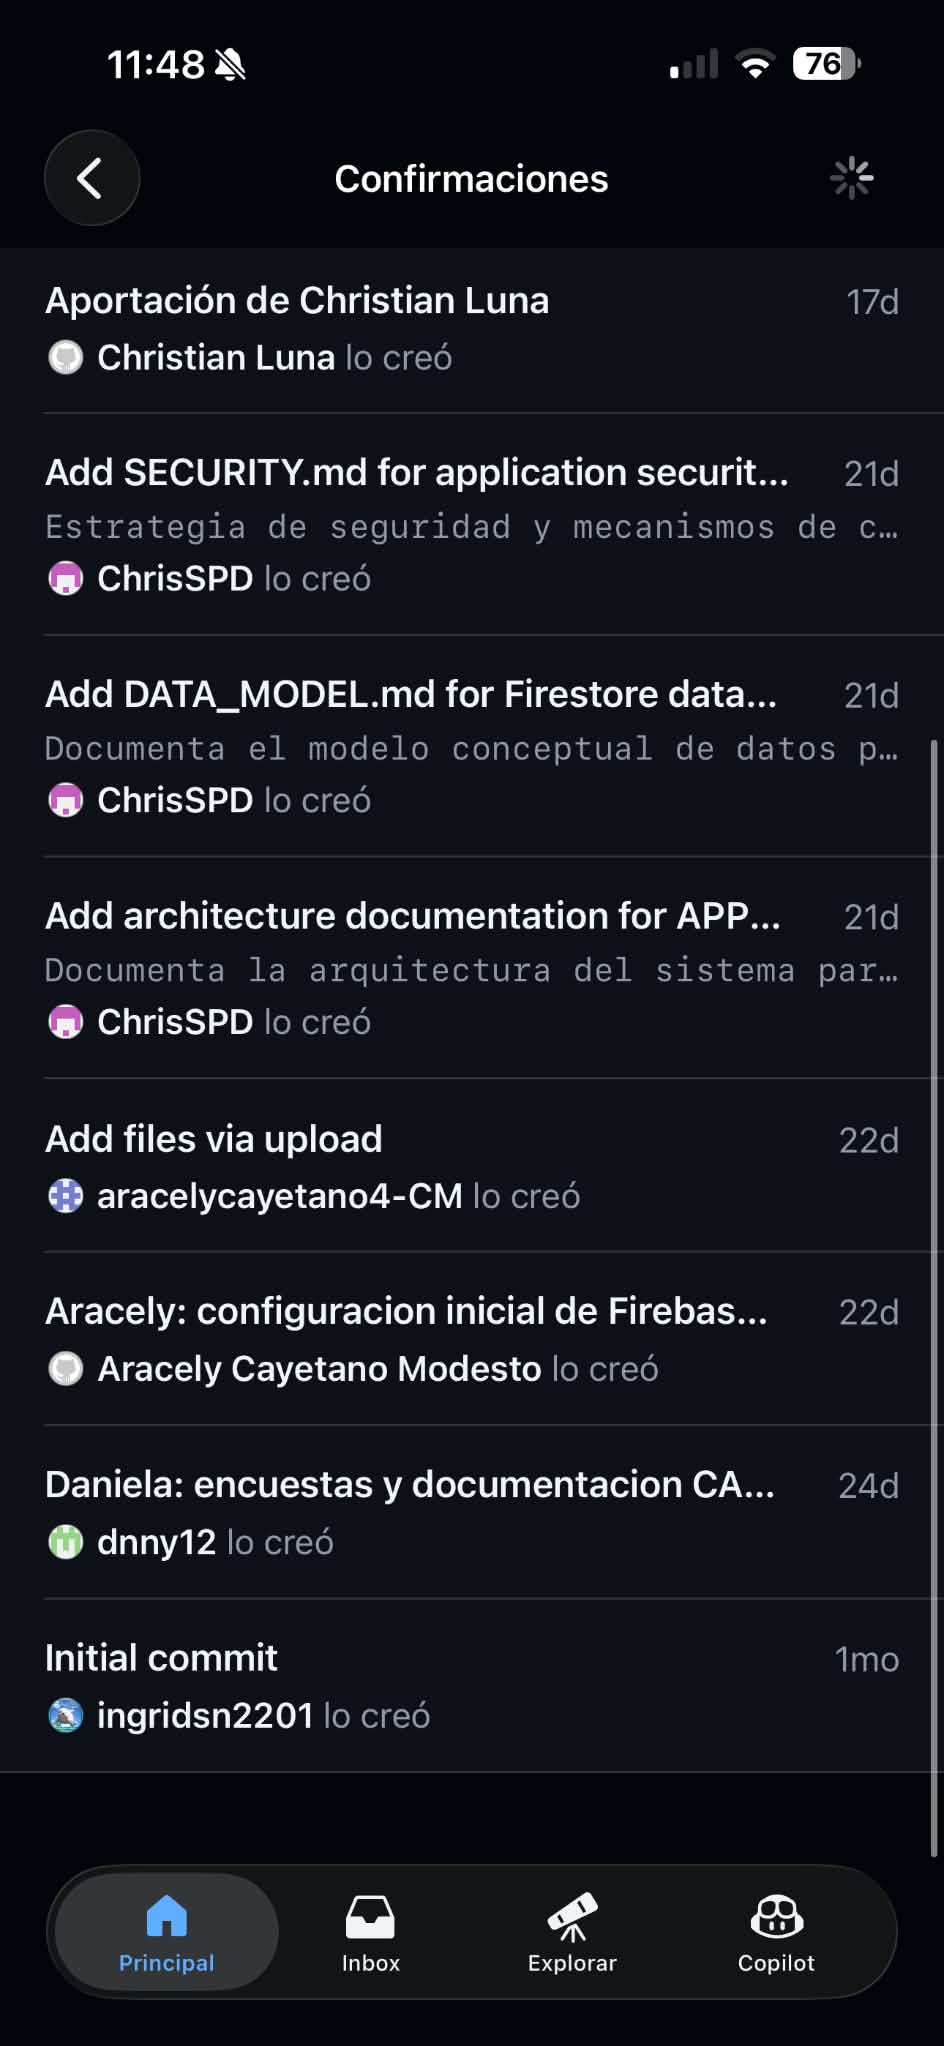 11:48
76
Confirmaciones
Aportación de Christian Luna 17d
Christian Luna lo creó
Add SECURITY.md for application securit... 21d
Estrategia de seguridad y mecanismos de c…
ChrisSPD lo creó
Add DATA_MODEL.md for Firestore data... 21d
Documenta el modelo conceptual de datos p…
ChrisSPD lo creó
Add architecture documentation for APP... 21d
Documenta la arquitectura del sistema par…
ChrisSPD lo creó
Add files via upload 22d
aracelycayetano4-CM lo creó
Aracely: configuracion inicial de Firebas... 22d
Aracely Cayetano Modesto lo creó
Daniela: encuestas y documentacion CA... 24d
dnny12 lo creó
Initial commit 1mo
ingridsn2201 lo creó
Principal Inbox Explorar Copilot